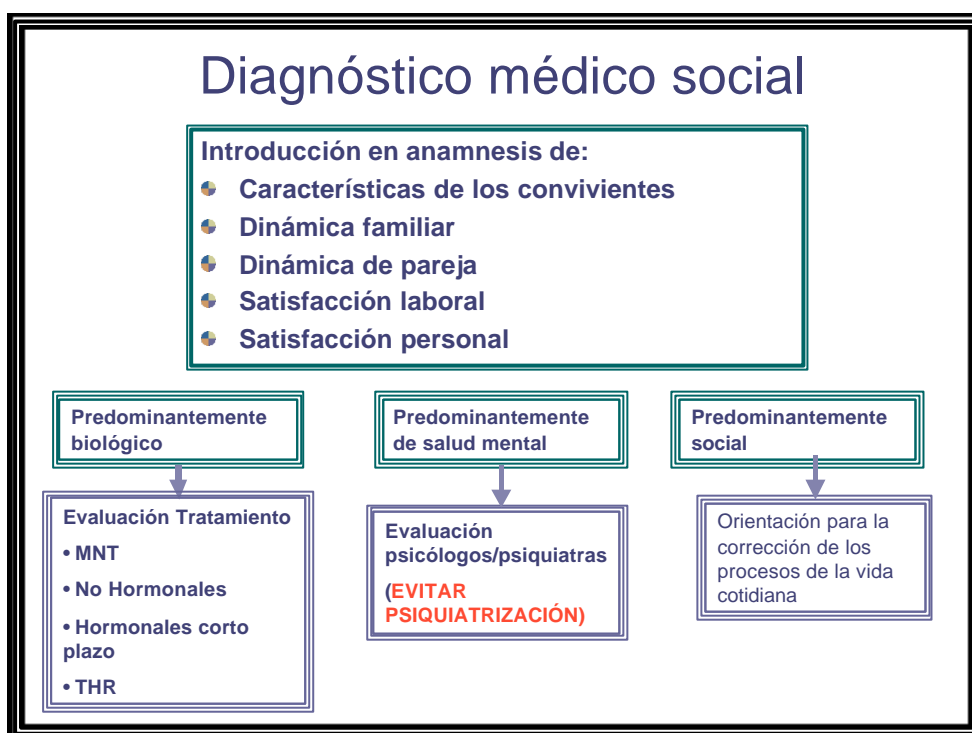 Diagnóstico médico social
Introducción en anamnesis de:
Características de los convivientes
Dinámica familiar
Dinámica de pareja
Satisfacción laboral
Satisfacción personal
Predominantemente
biológico
Evaluación Tratamiento
• MNT
• No Hormonales
• Hormonales corto
plazo
• THR
Predominantemente
de salud mental
Evaluación
psicólogos/psiquiatras
(EVITAR
PSIQUIATRIZACIÓN)
Predominantemente
social
Orientación para la
corrección de los
procesos de la vida
cotidiana